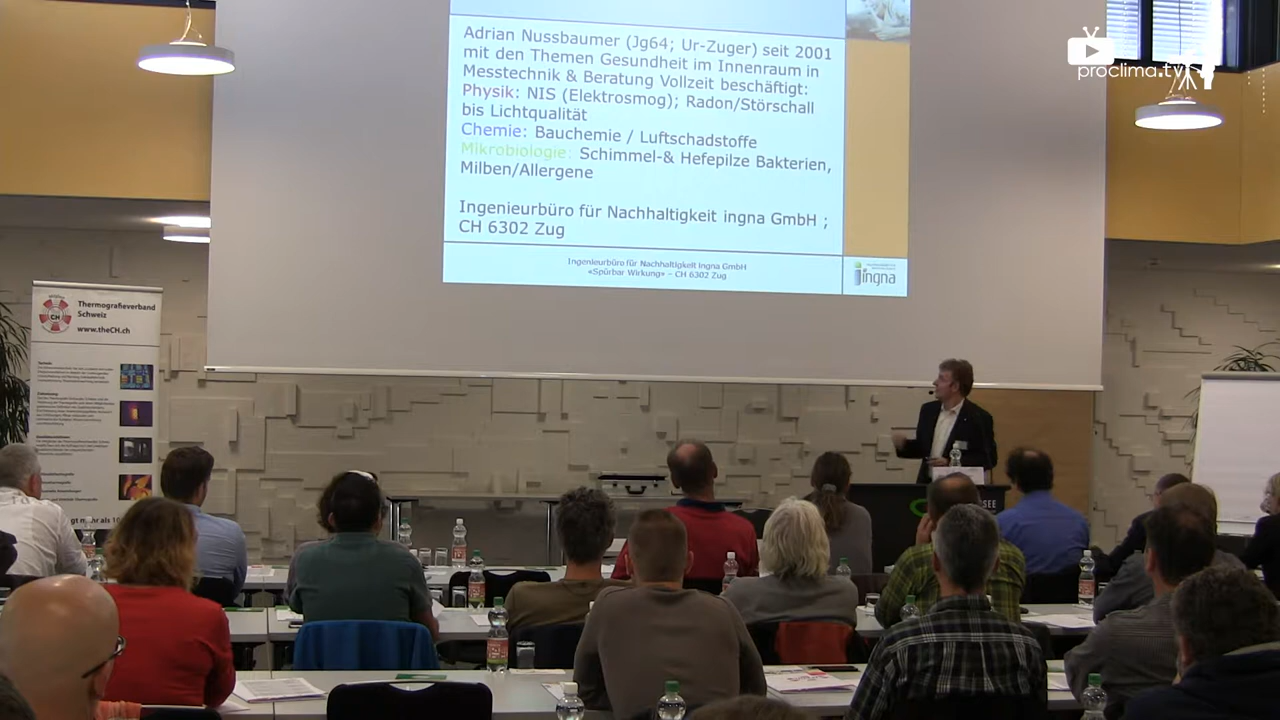 proclima.tv
Adrian Nussbaumer (Jg64; Ur-Zuger) seit 2001
mit den Themen Gesundheit im Innenraum in
Messtechnik & Beratung Vollzeit beschäftigt:
Physik: NIS (Elektrosmog); Radon/Störschall
bis Lichtqualität
Chemie: Bauchemie / Luftschadstoffe
Mikrobiologie: Schimmel-& Hefepilze Bakterien,
Milben/Allergene
Ingenieurbüro für Nachhaltigkeit ingna GmbH ;
CH 6302 Zug
Ingenieurbüro für Nachhaltigkeit ingna GmbH
«Spürbar Wirkung» – CH 6302 Zug
ingna
CH
Thermografieverband
Schweiz
www.theCH.ch
SEE